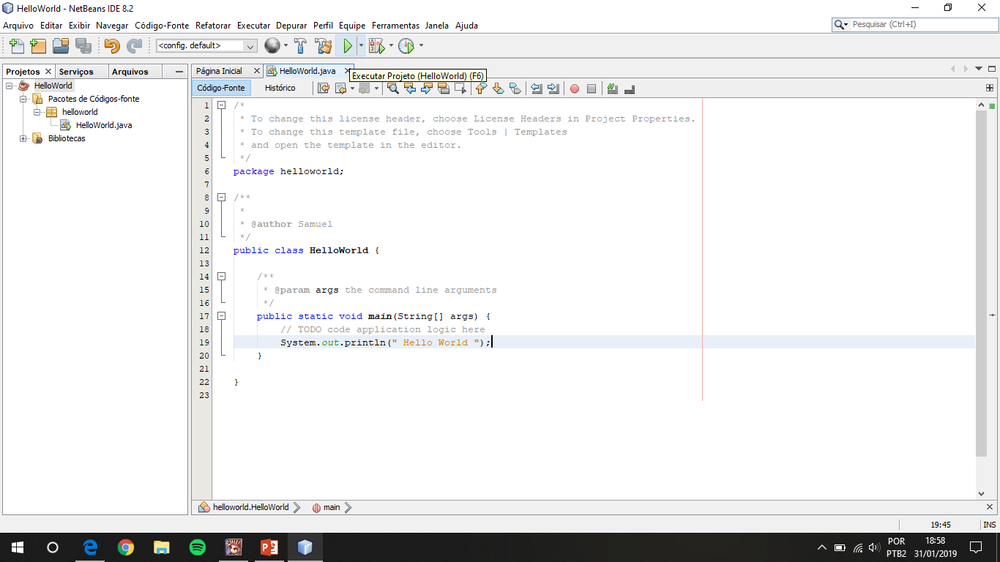 HelloWorld - NetBeans IDE 8.2
Arquivo Editar Exibir Navegar Código-Fonte Refatorar Executar Depurar Perfil Equipe Ferramentas Janela Ajuda
Pesquisar (Ctrl+I)
<config. default>
Projetos Serviços Arquivos
Página Inicial HelloWorld.java
Executar Projeto (HelloWorld) (F6)
Código-Fonte Histórico
HelloWorld
Pacotes de Códigos-fonte
helloworld
HelloWorld.java
Bibliotecas
1 /*
2 * To change this license header, choose License Headers in Project Properties.
3 * To change this template file, choose Tools | Templates
4 * and open the template in the editor.
5 */
6 package helloworld;
7
8 /**
9 *
10 * @author Samuel
11 */
12 public class HelloWorld {
13
14 /**
15 * @param args the command line arguments
16 */
17 public static void main(String[] args) {
18 // TODO code application logic here
19 System.out.println(" Hello World ");
20 }
21
22 }
23
helloworld.HelloWorld main
19:45 INS
POR 18:58
PTB2 31/01/2019